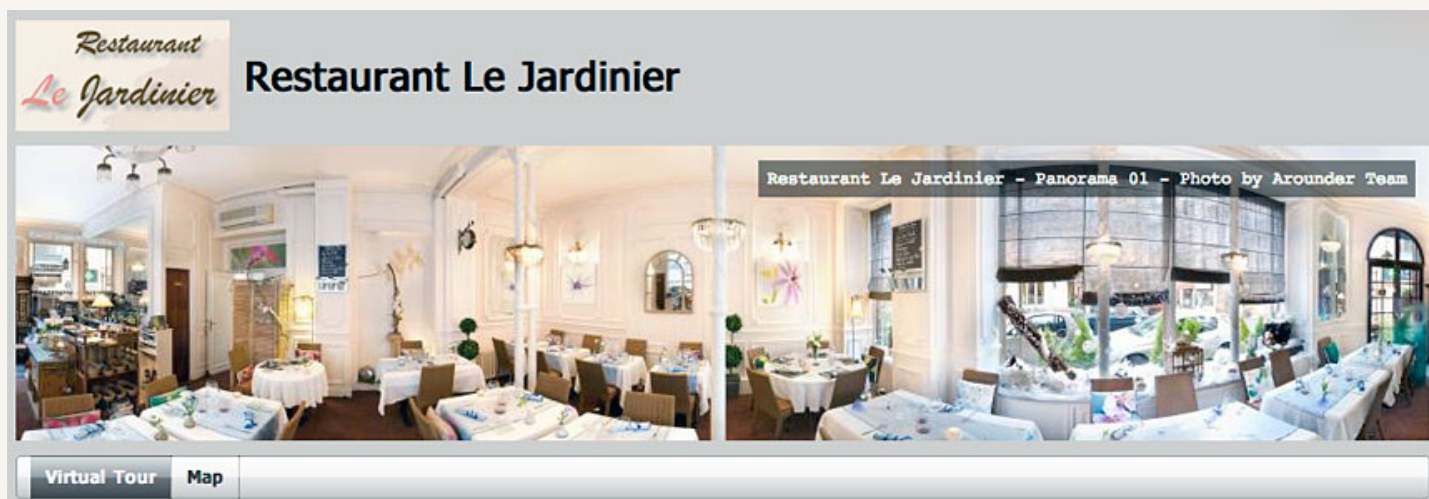 Restaurant
Le Jardinier
Restaurant Le Jardinier
Restaurant Le Jardinier - Panorama 01 - Photo by Arounder Team
Virtual Tour
Map